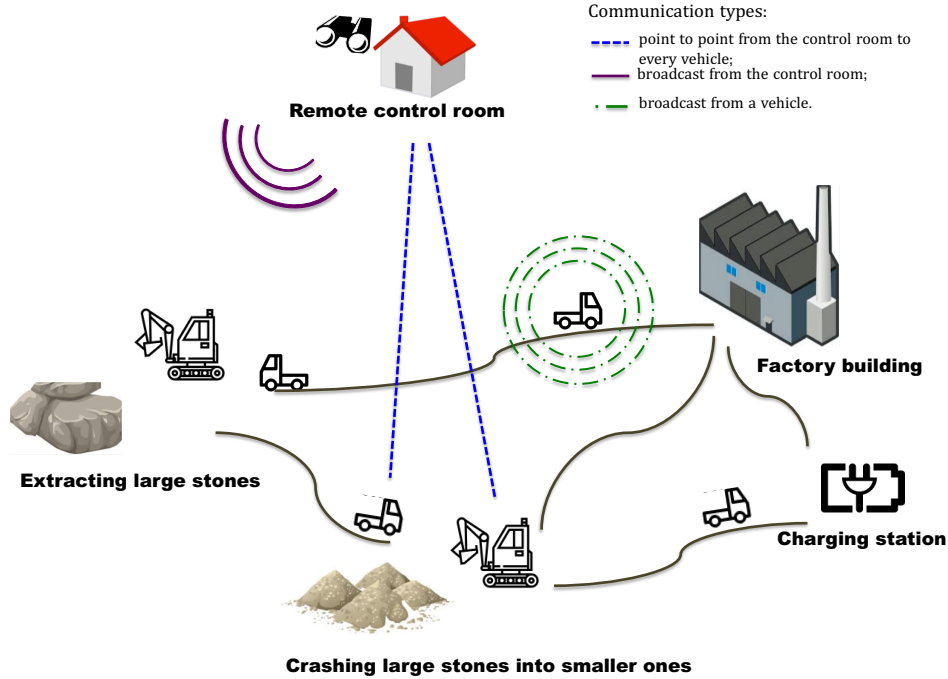 Communication types:
point to point from the control room to
every vehicle;
broadcast from the control room;
broadcast from a vehicle.
Remote control room
Factory building
Extracting large stones
Charging station
Crashing large stones into smaller ones